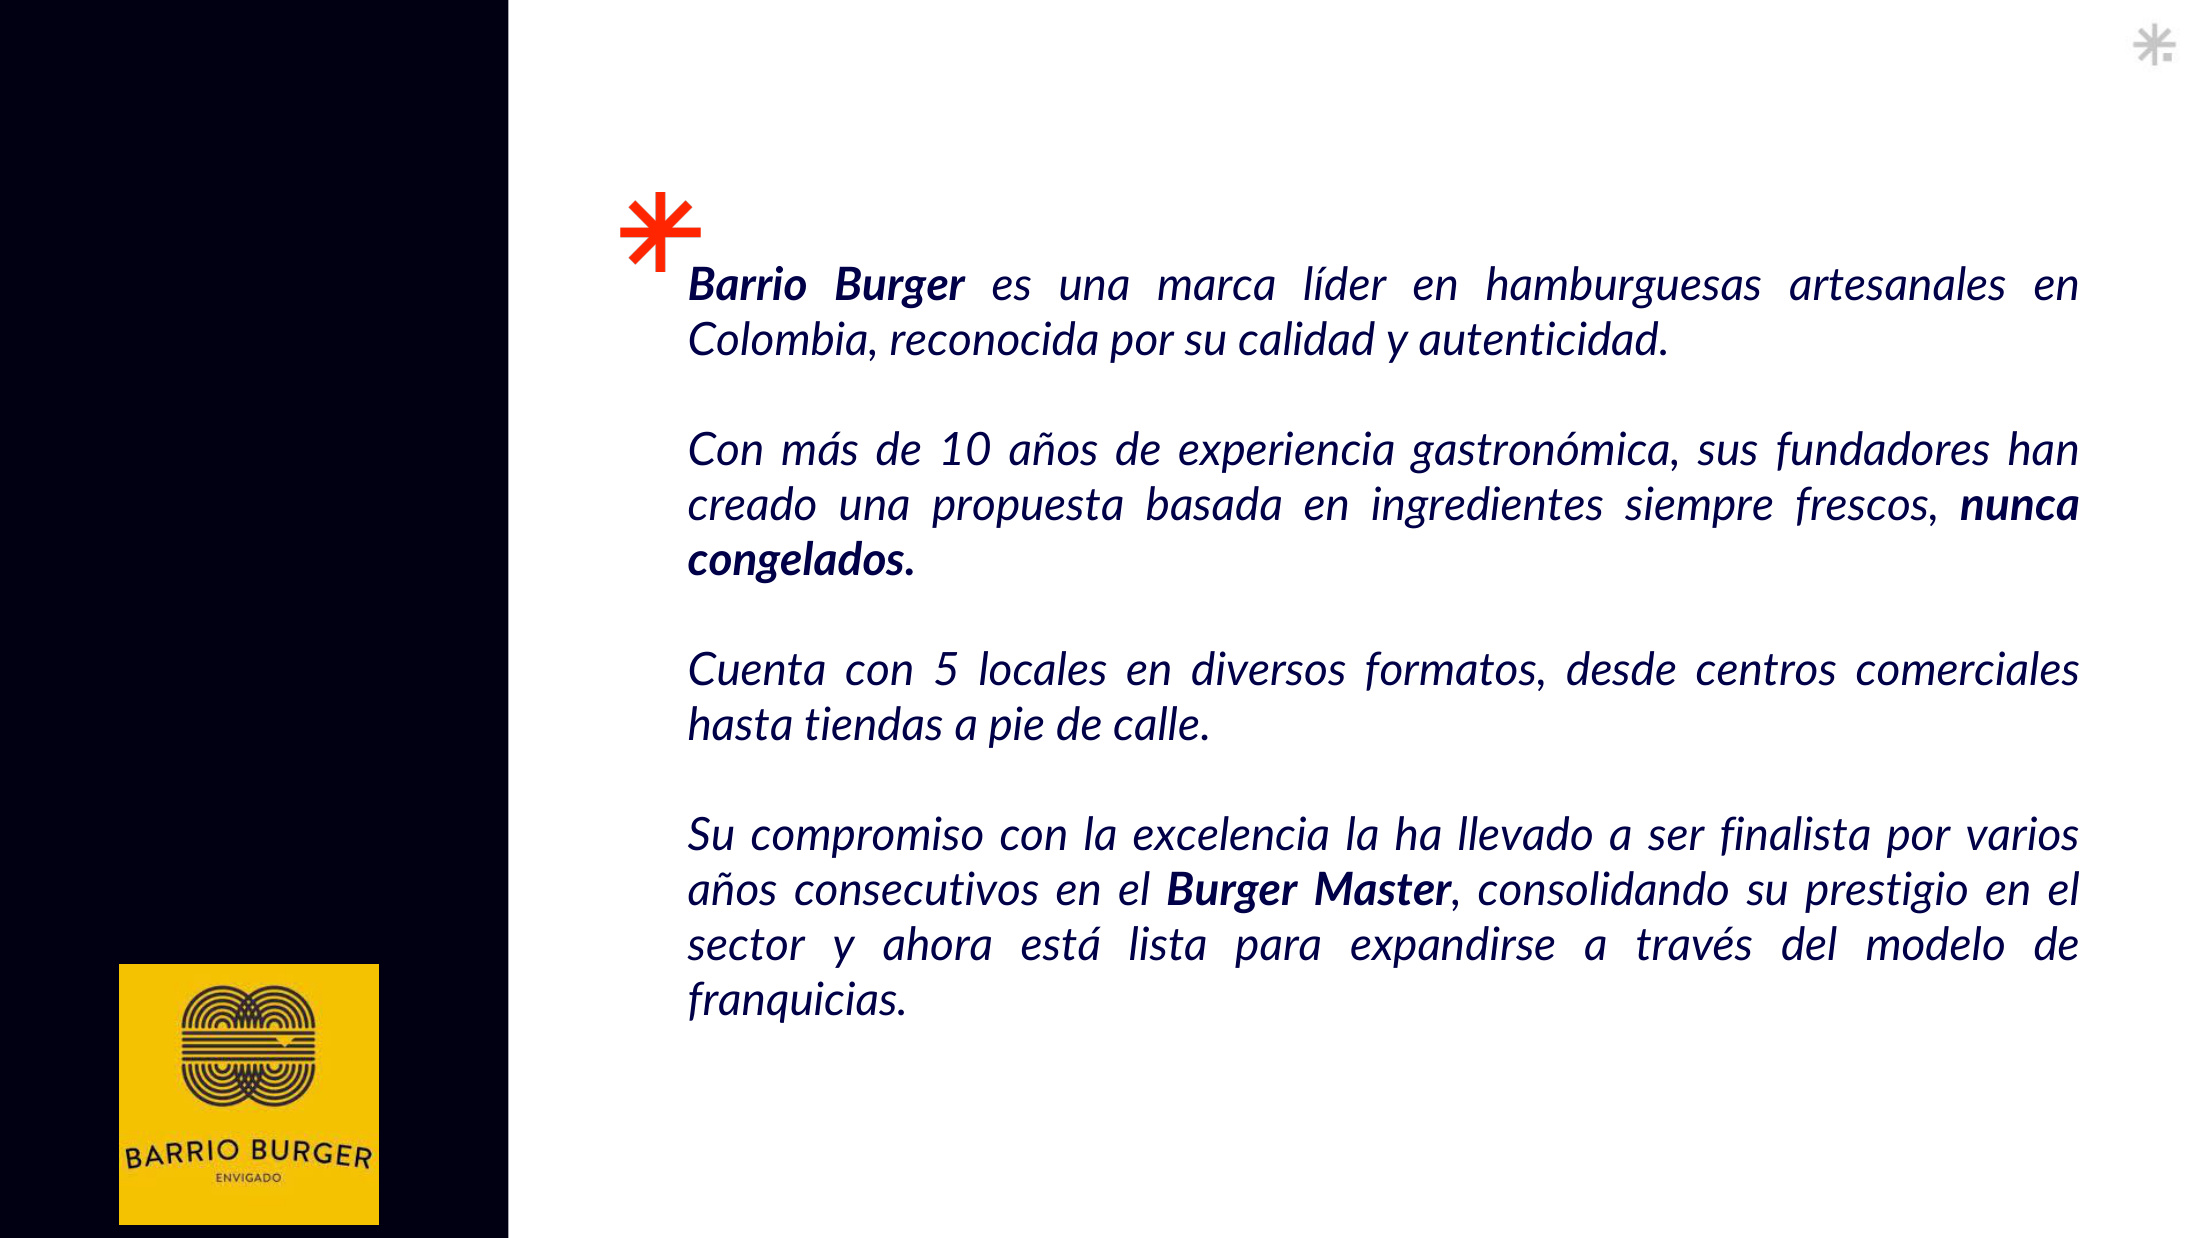 Barrio Burger es una marca líder en hamburguesas artesanales en
Colombia, reconocida por su calidad y autenticidad.
Con más de 10 años de experiencia gastronómica, sus fundadores han
creado una propuesta basada en ingredientes siempre frescos, nunca
congelados.
Cuenta con 5 locales en diversos formatos, desde centros comerciales
hasta tiendas a pie de calle.
Su compromiso con la excelencia la ha llevado a ser finalista por varios
años consecutivos en el Burger Master, consolidando su prestigio en el
sector y ahora está lista para expandirse a través del modelo de
franquicias.
BARRIO BURGER
ENVIGADO